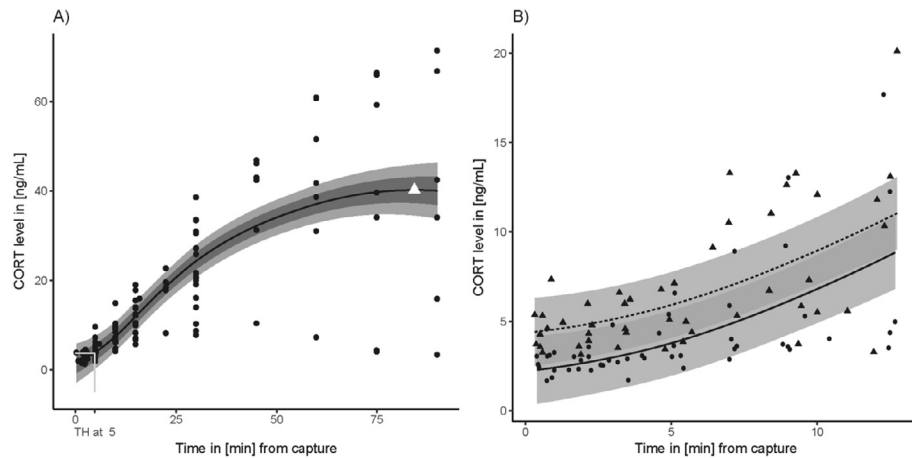 A)
CORT level in [ng/mL]
60
40
20
0
0
25
50
75
TH at 5
Time in [min] from capture
B)
CORT level in [ng/mL]
20
15
10
5
0
0
5
10
Time in [min] from capture